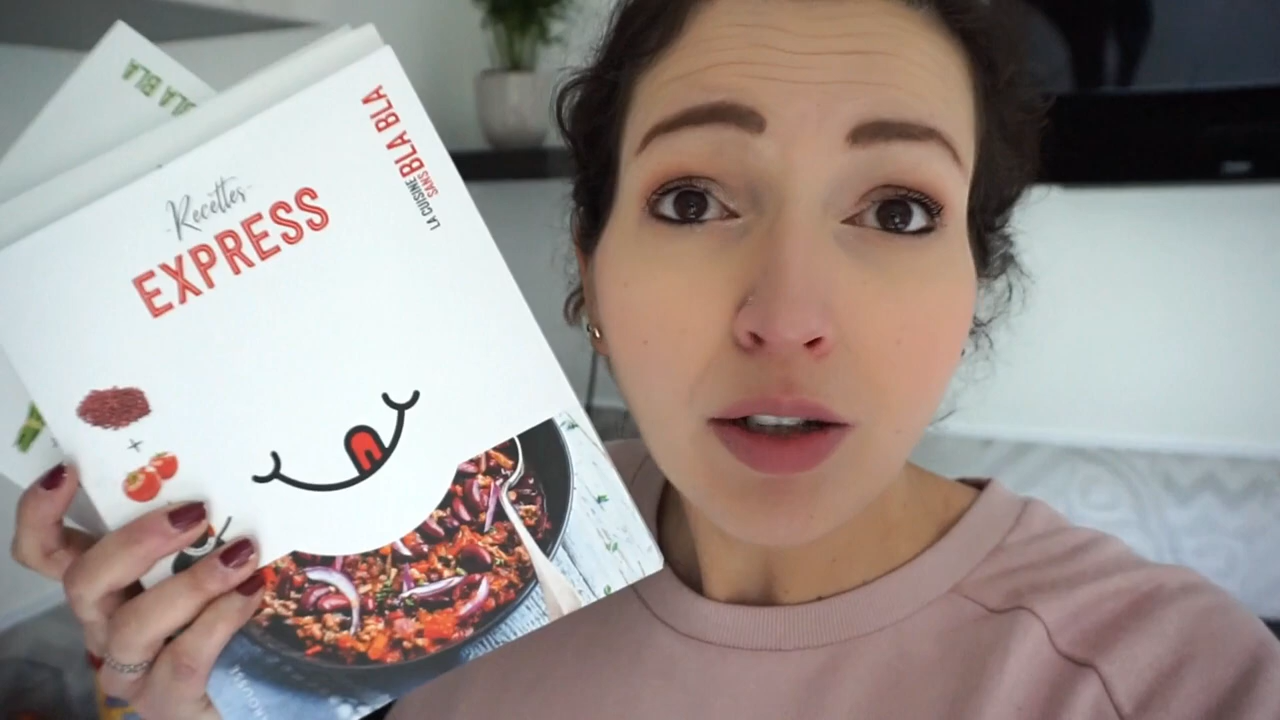 BLA BLA
LA CUISINE
SANS BLA BLA
Recettes
EXPRESS
+